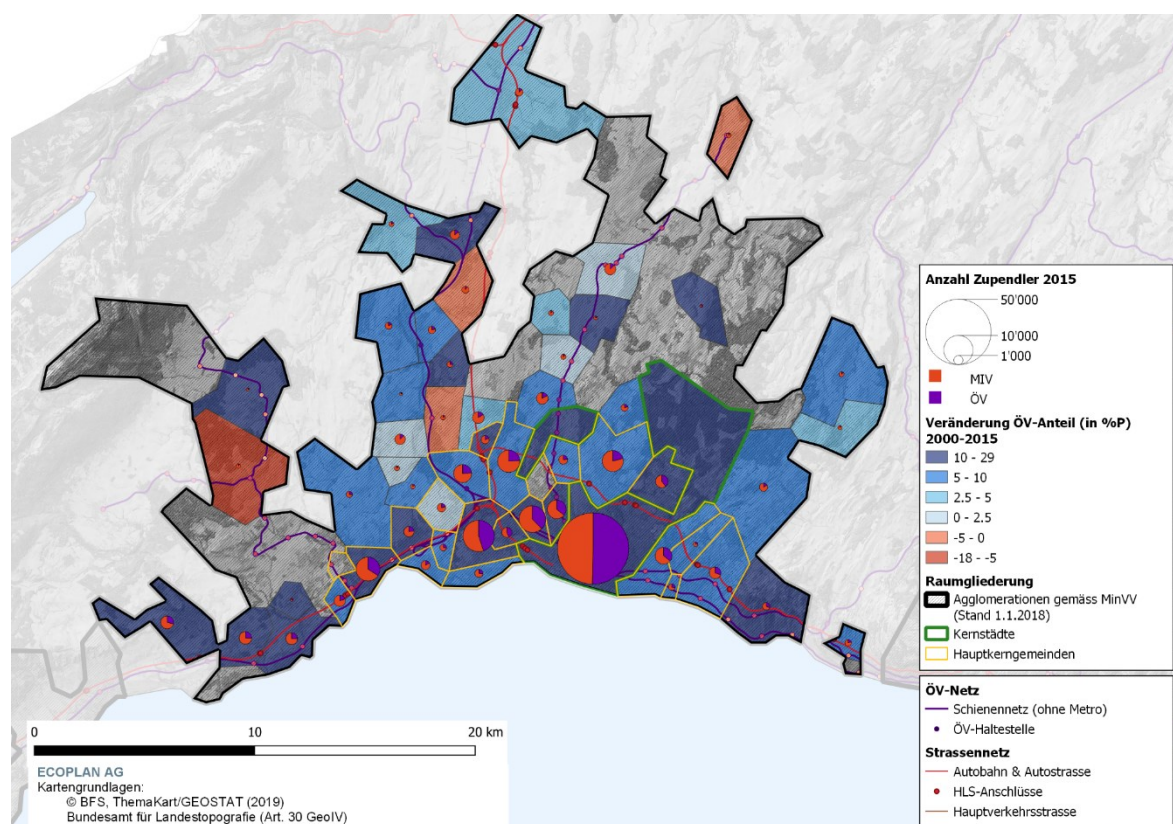 Anzahl Zupendler 2015
50'000
10'000
1'000
MIV
ÖV
Veränderung ÖV-Anteil (in %P)
2000-2015
10 - 29
5 - 10
2.5 - 5
0 - 2.5
-5 - 0
-18 - -5
Raumgliederung
Agglomerationen gemäss MinVV
(Stand 1.1.2018)
Kernstädte
Hauptkerngemeinden
ÖV-Netz
Schienennetz (ohne Metro)
ÖV-Haltestelle
Strassennetz
Autobahn & Autostrasse
HLS-Anschlüsse
Hauptverkehrsstrasse
0 10 20 km
ECOPLAN AG
Kartengrundlagen:
© BFS, ThemaKart/GEOSTAT (2019)
Bundesamt für Landestopografie (Art. 30 GeoIV)